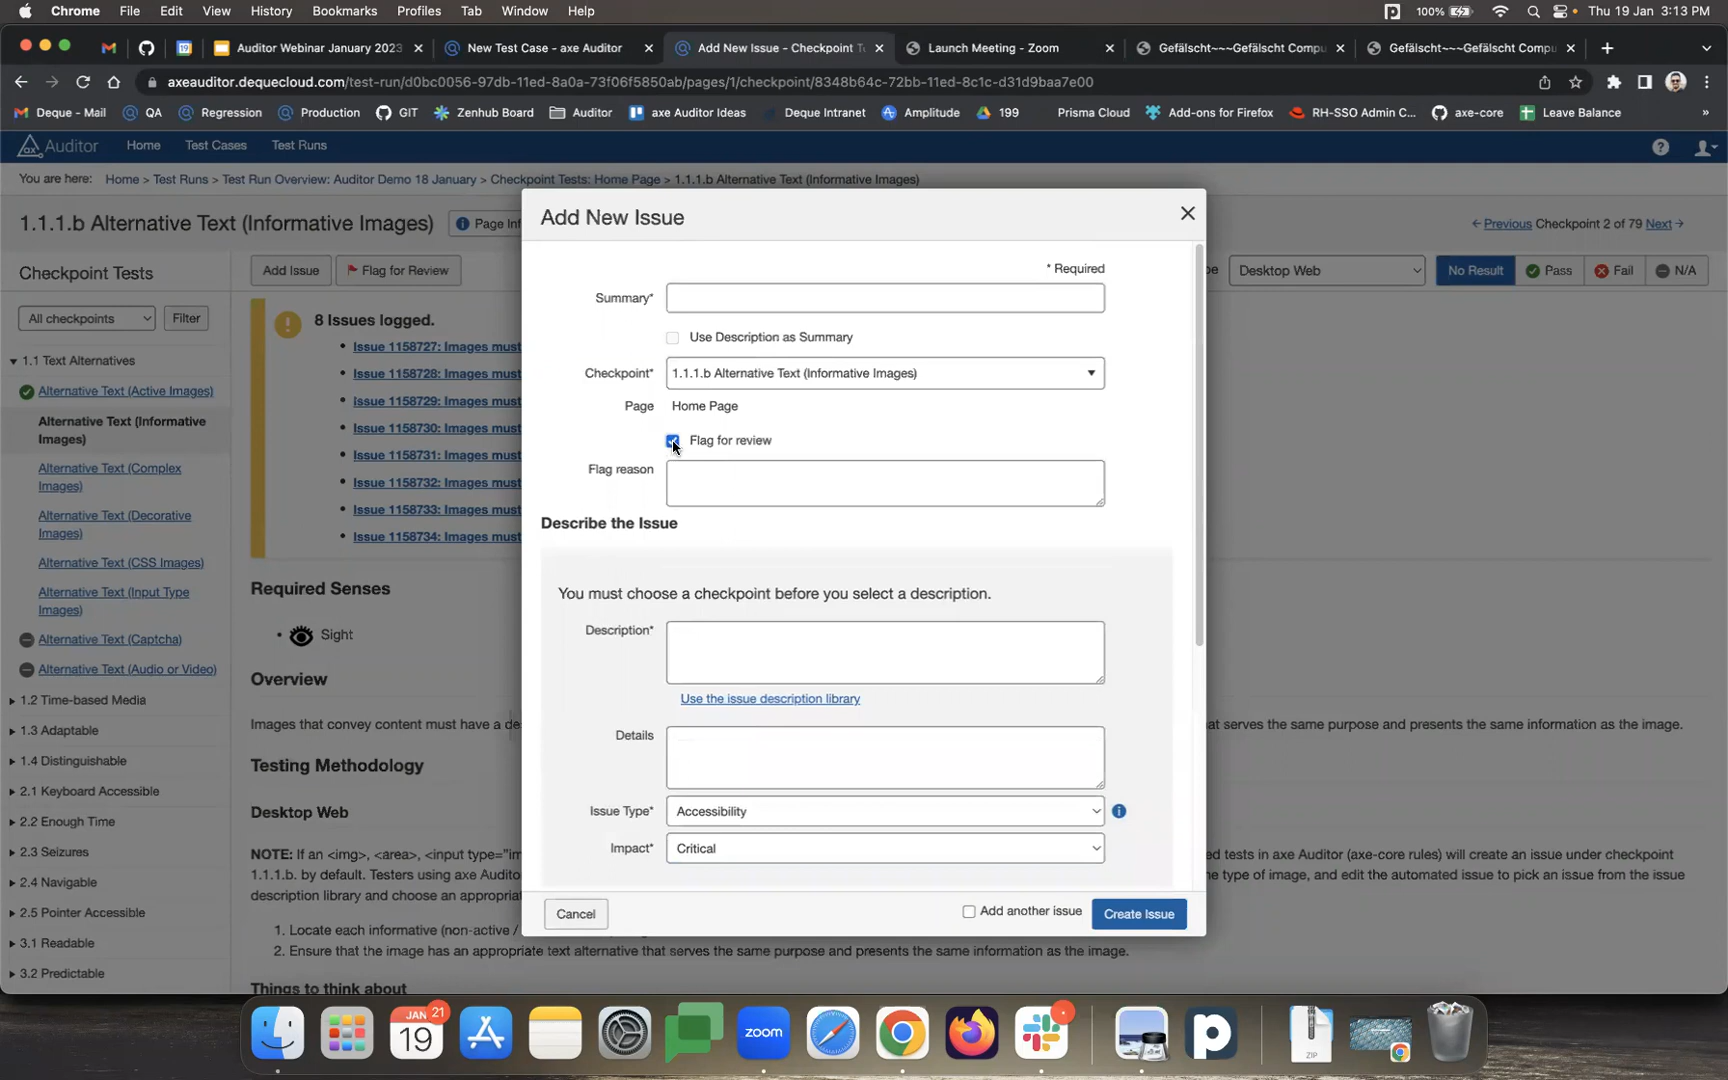 Chrome File Edit View History Bookmarks Profiles Tab Window Help 100% Thu 19 Jan 3:13 PM
Auditor Webinar January 2023 New Test Case - axe Auditor Add New Issue - Checkpoint Te Launch Meeting - Zoom Gefälscht~~~Gefälscht Compu Gefälscht~~~Gefälscht Compu
axeauditor.dequecloud.com/test-run/d0bc0056-97db-11ed-8a0a-73f06f5850ab/pages/1/checkpoint/8348b64c-72bb-11ed-8c1c-d31d9baa7e00
Deque - Mail QA Regression Production GIT Zenhub Board Auditor axe Auditor Ideas Deque Intranet Amplitude 199 Prisma Cloud Add-ons for Firefox RH-SSO Admin C... axe-core Leave Balance »
Auditor Home Test Cases Test Runs
You are here: Home > Test Runs > Test Run Overview: Auditor Demo 18 January > Checkpoint Tests: Home Page > 1.1.1.b Alternative Text (Informative Images)
1.1.1.b Alternative Text (Informative Images) Page Inf
← Previous Checkpoint 2 of 79 Next →
Checkpoint Tests
Add Issue Flag for Review
Desktop Web No Result Pass Fail N/A
All checkpoints Filter
1.1 Text Alternatives
Alternative Text (Active Images)
Alternative Text (Informative
Images)
Alternative Text (Complex
Images)
Alternative Text (Decorative
Images)
Alternative Text (CSS Images)
Alternative Text (Input Type
Images)
Alternative Text (Captcha)
Alternative Text (Audio or Video)
1.2 Time-based Media
1.3 Adaptable
1.4 Distinguishable
2.1 Keyboard Accessible
2.2 Enough Time
2.3 Seizures
2.4 Navigable
2.5 Pointer Accessible
3.1 Readable
3.2 Predictable
8 Issues logged.
Issue 1158727: Images must
Issue 1158728: Images must
Issue 1158729: Images must
Issue 1158730: Images must
Issue 1158731: Images must
Issue 1158732: Images must
Issue 1158733: Images must
Issue 1158734: Images must
Required Senses
Sight
Overview
Images that convey content must have a de that serves the same purpose and presents the same information as the image.
Testing Methodology
Desktop Web
NOTE: If an <img>, <area>, <input type="im ed tests in axe Auditor (axe-core rules) will create an issue under checkpoint
1.1.1.b. by default. Testers using axe Audito the type of image, and edit the automated issue to pick an issue from the issue
description library and choose an appropria
1. Locate each informative (non-active /
2. Ensure that the image has an appropriate text alternative that serves the same purpose and presents the same information as the image.
Things to think about
Add New Issue
* Required
Summary*
Use Description as Summary
Checkpoint* 1.1.1.b Alternative Text (Informative Images)
Page Home Page
Flag for review
Flag reason
Describe the Issue
You must choose a checkpoint before you select a description.
Description*
Use the issue description library
Details
Issue Type* Accessibility
Impact* Critical
Cancel Add another issue Create Issue
JAN 21
19
zoom
ZIP